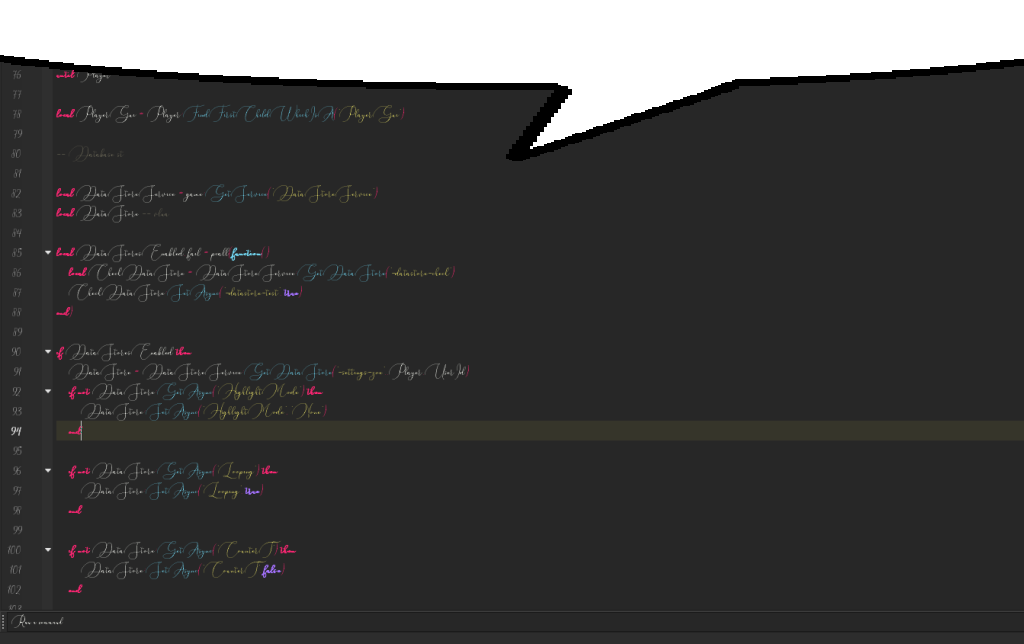 76
77
78 local PlayerGui = Player:FindFirstChildWhichIsA("PlayerGui")
79
80 -- Database
81
82 local DataStoreService = game:GetService("DataStoreService")
83 local DataStore --
84
85 local DataStoresEnabled, fail = pcall(function()
86 local CheckDataStore = DataStoreService:GetDataStore("-datastore-check")
87 CheckDataStore:SetAsync("-datastore-test", true)
88 end)
89
90 if DataStoresEnabled then
91 DataStore = DataStoreService:GetDataStore("-settings-you", Player.UserId)
92 if not DataStore:GetAsync("HighlightMode") then
93 DataStore:SetAsync("HighlightMode", "None")
94 end
95
96 if not DataStore:GetAsync("Looping") then
97 DataStore:SetAsync("Looping", true)
98 end
99
100 if not DataStore:GetAsync("CounterT") then
101 DataStore:SetAsync("CounterT", false)
102 end
103
Run a command